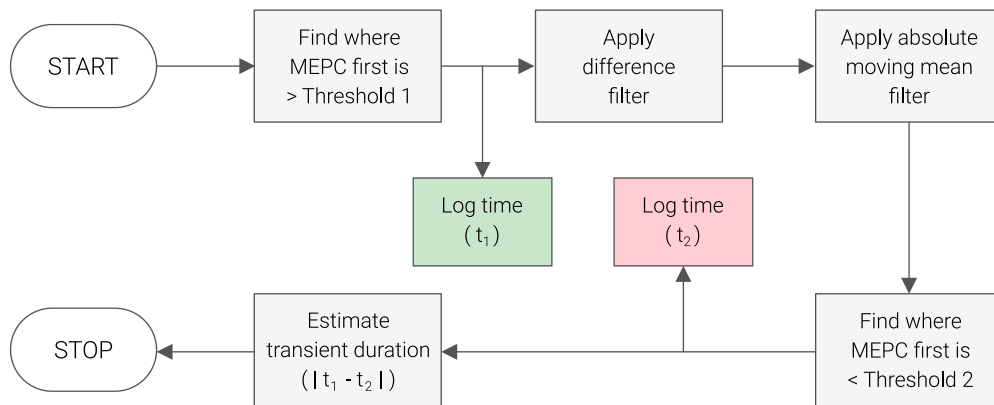 START
Find where
MEPC first is
> Threshold 1
Apply
difference
filter
Apply absolute
moving mean
filter
Log time
( t₁ )
Log time
( t₂ )
STOP
Estimate
transient duration
( | t₁ - t₂ | )
Find where
MEPC first is
< Threshold 2